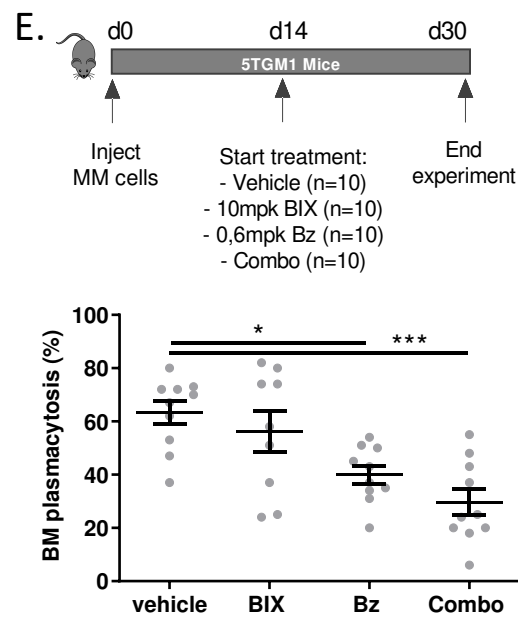 E.
d0 d14 d30
5TGM1 Mice
Inject
MM cells
Start treatment:
- Vehicle (n=10)
- 10mpk BIX (n=10)
- 0,6mpk Bz (n=10)
- Combo (n=10)
End
experiment
BM plasmacytosis (%)
100
80
60
40
20
0
*
***
vehicle BIX Bz Combo